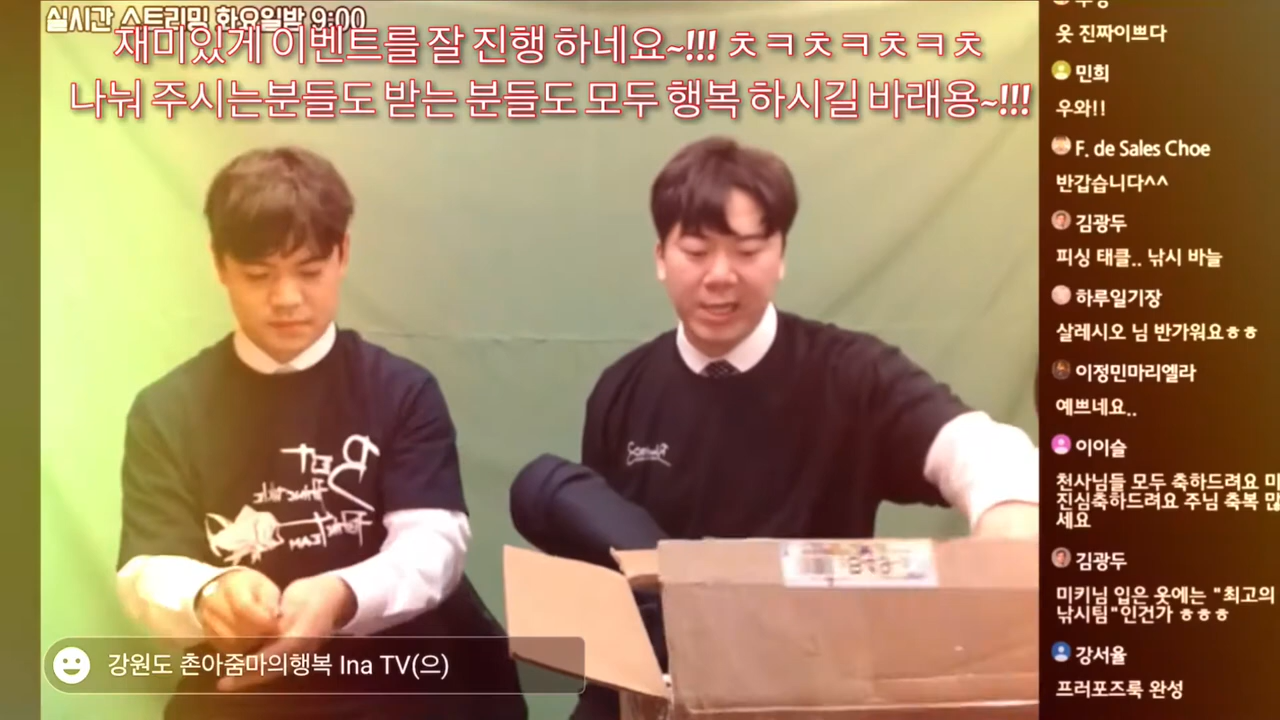 실시간 스트리밍 화요일밤 9:00
재미있게 이벤트를 잘 진행 하네요~!!! ㅊㅋㅊㅋㅊㅋㅊ
나눠 주시는분들도 받는 분들도 모두 행복 하시길 바래용~!!!
옷 진짜이쁘다
민희
우와!!
F. de Sales Choe
반갑습니다^^
김광두
피싱 태클.. 낚시 바늘
하루일기장
살레시오 님 반가워요ㅎㅎ
이정민마리엘라
예쁘네요..
이이슬
천사님들 모두 축하드려요 미
진심축하드려요 주님 축복 많
세요
김광두
미키님 입은 옷에는 "최고의
낚시팀"인건가 ㅎㅎㅎ
강서율
프러포즈룩 완성
강원도 촌아줌마의행복 Ina TV(으)